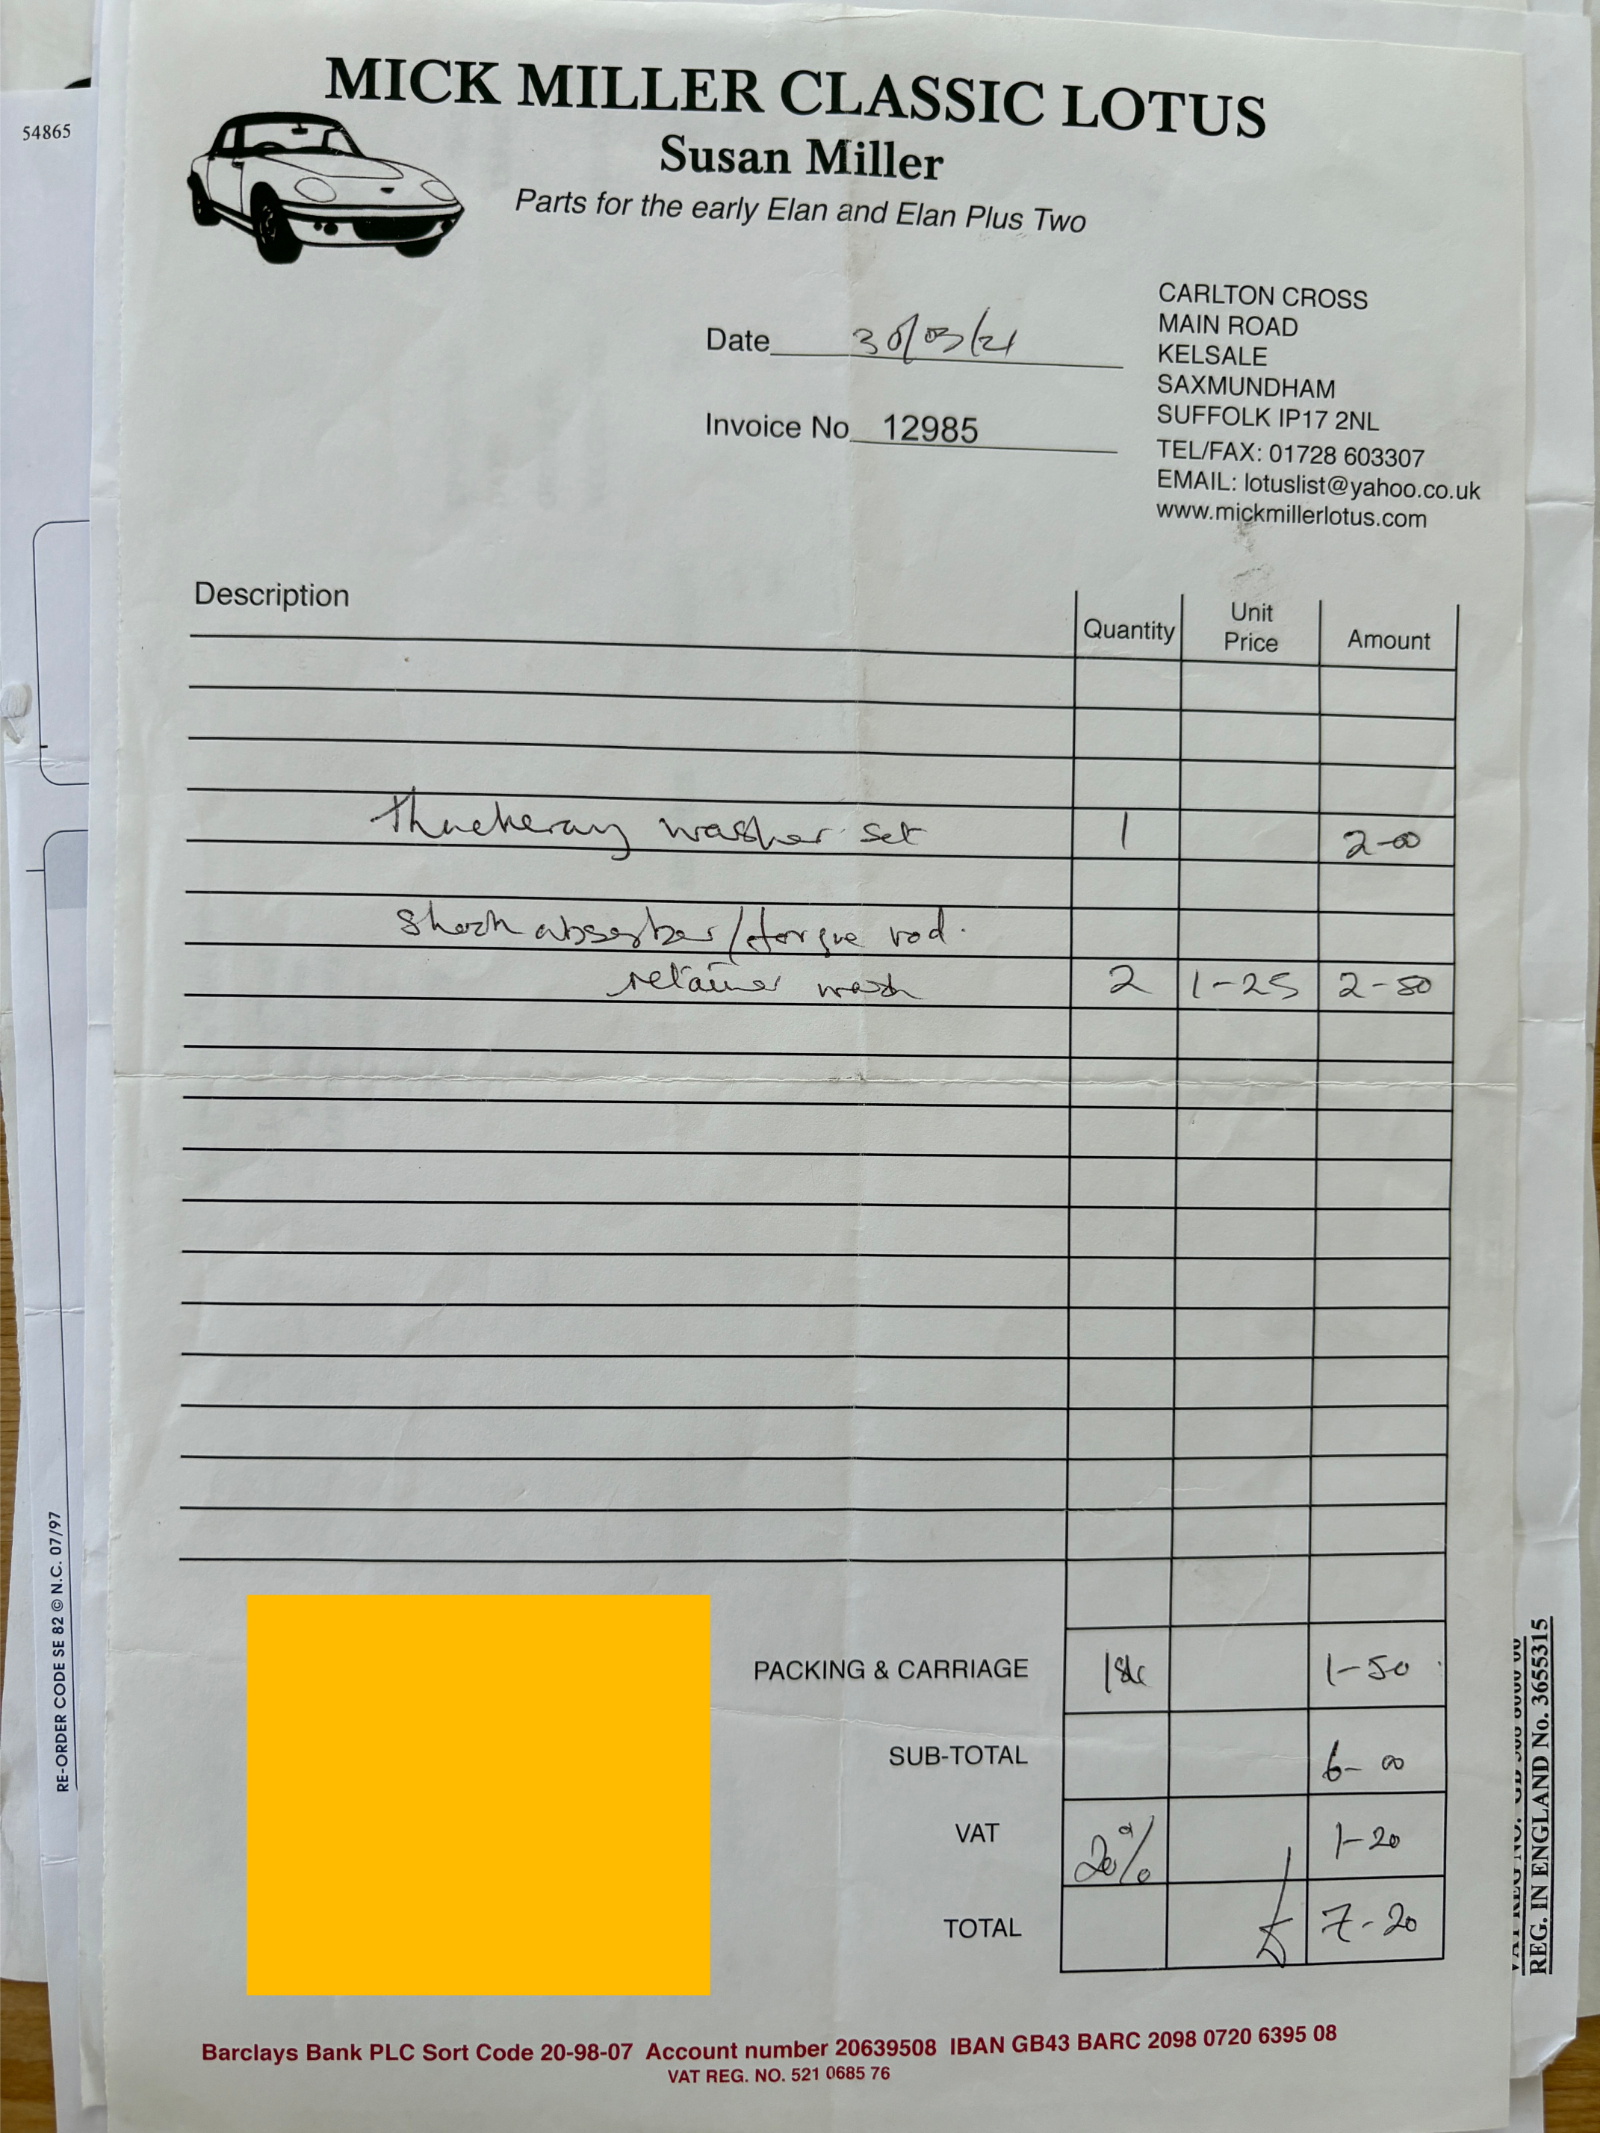 54865
MICK MILLER CLASSIC LOTUS
Susan Miller
Parts for the early Elan and Elan Plus Two
CARLTON CROSS
MAIN ROAD
KELSALE
SAXMUNDHAM
SUFFOLK IP17 2NL
TEL/FAX: 01728 603307
EMAIL: lotuslist@yahoo.co.uk
www.mickmillerlotus.com
Date 30/03/21
Invoice No 12985
Description Quantity Unit Price Amount
Thackeray washer set 1 2-00
Shock absorber/torque rod.
retainer wash 2 1-25 2-50
PACKING & CARRIAGE 1st 1-50
SUB-TOTAL 6-00
VAT 20% 1-20
TOTAL £ 7-20
Barclays Bank PLC Sort Code 20-98-07 Account number 20639508 IBAN GB43 BARC 2098 0720 6395 08
VAT REG. NO. 521 0685 76
RE-ORDER CODE SE 82 © N.C. 07/97
VAT REG NO. GB
REG. IN ENGLAND No. 3655315